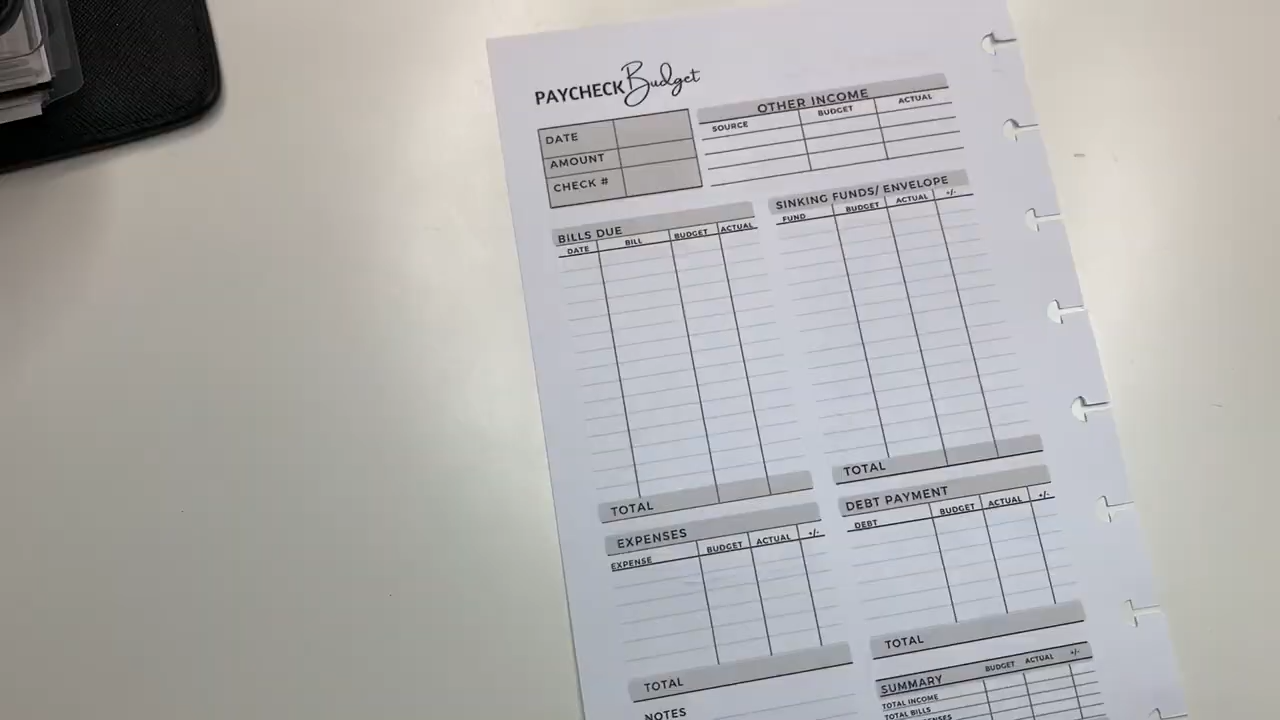 PAYCHECK Budget
DATE
AMOUNT
CHECK #
OTHER INCOME
SOURCE BUDGET ACTUAL
BILLS DUE
DATE BILL BUDGET ACTUAL
TOTAL
SINKING FUNDS/ ENVELOPE
FUND BUDGET ACTUAL +/-
TOTAL
EXPENSES
EXPENSE BUDGET ACTUAL +/-
TOTAL
NOTES
DEBT PAYMENT
DEBT BUDGET ACTUAL +/-
TOTAL
SUMMARY BUDGET ACTUAL +/-
TOTAL INCOME
TOTAL BILLS